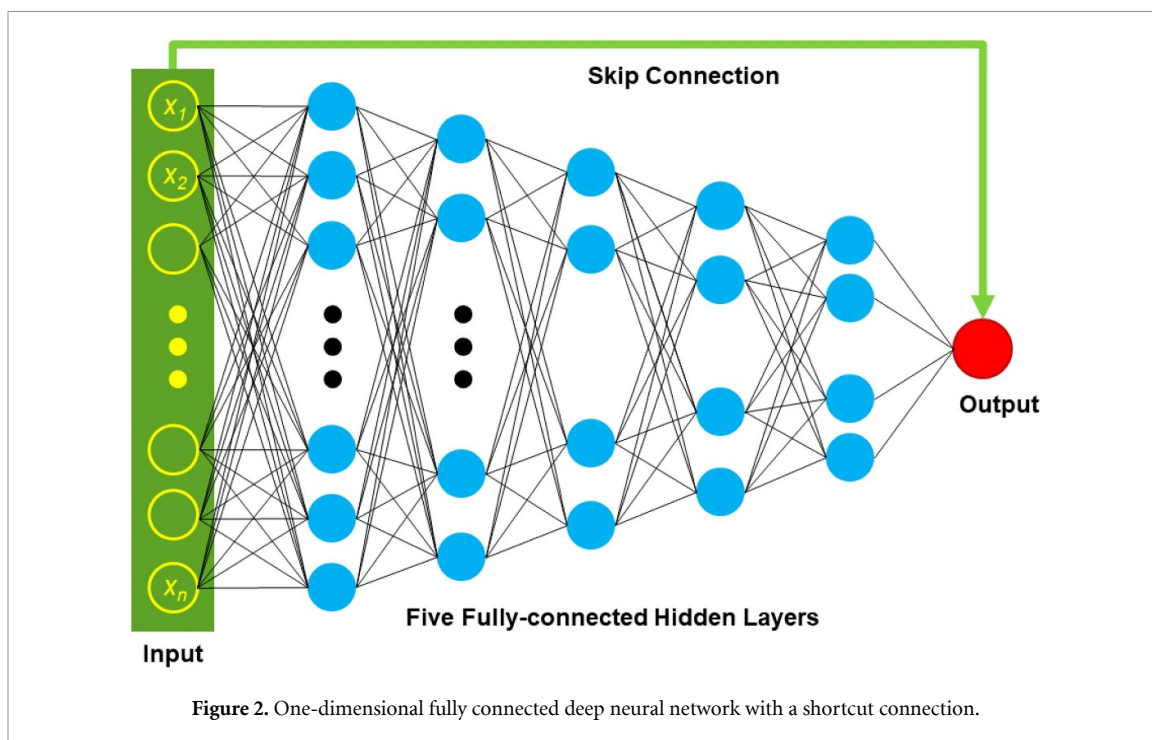 Skip Connection
x1
x2
xn
Output
Five Fully-connected Hidden Layers
Input
Figure 2. One-dimensional fully connected deep neural network with a shortcut connection.